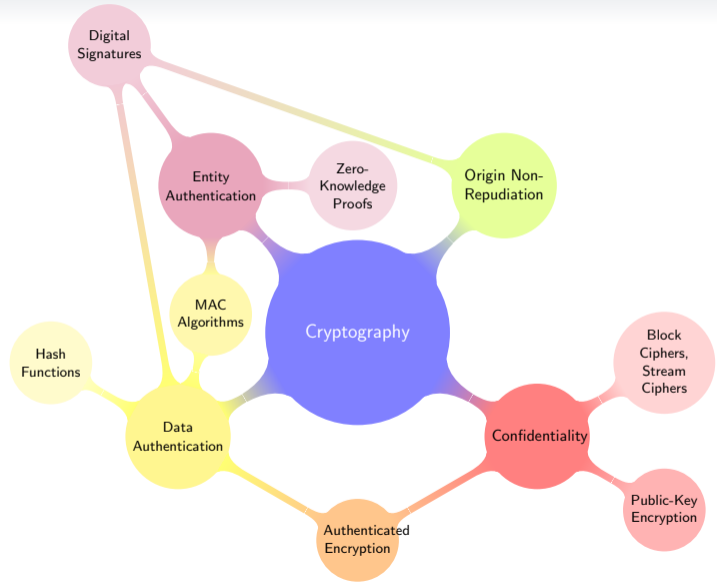 Digital
Signatures
Entity
Authentication
Zero-
Knowledge
Proofs
Origin Non-
Repudiation
MAC
Algorithms
Cryptography
Hash
Functions
Block
Ciphers,
Stream
Ciphers
Data
Authentication
Confidentiality
Public-Key
Encryption
Authenticated
Encryption